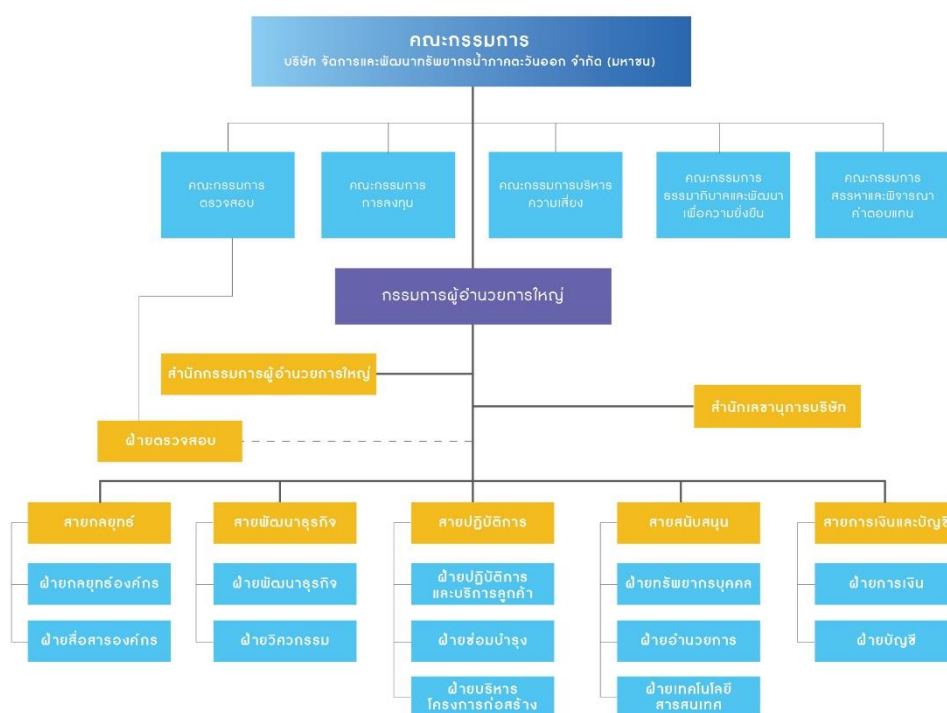 คณะกรรมการ
บริษัท จัดการและพัฒนาทรัพยากรน้ำภาคตะวันออก จำกัด (มหาชน)
คณะกรรมการ
ตรวจสอบ
คณะกรรมการ
การลงทุน
คณะกรรมการบริหาร
ความเสี่ยง
คณะกรรมการ
ธรรมาภิบาลและพัฒนา
เพื่อความยั่งยืน
คณะกรรมการ
สรรหาและพิจารณา
ค่าตอบแทน
กรรมการผู้อำนวยการใหญ่
สำนักกรรมการผู้อำนวยการใหญ่
สำนักเลขานุการบริษัท
ฝ่ายตรวจสอบ
สายกลยุทธ์
ฝ่ายกลยุทธ์องค์กร
ฝ่ายสื่อสารองค์กร
สายพัฒนาธุรกิจ
ฝ่ายพัฒนาธุรกิจ
ฝ่ายวิศวกรรม
สายปฏิบัติการ
ฝ่ายปฏิบัติการ
และบริการลูกค้า
ฝ่ายซ่อมบำรุง
ฝ่ายบริหาร
โครงการก่อสร้าง
สายสนับสนุน
ฝ่ายทรัพยากรบุคคล
ฝ่ายอำนวยการ
ฝ่ายเทคโนโลยี
สารสนเทศ
สายการเงินและบัญชี
ฝ่ายการเงิน
ฝ่ายบัญชี